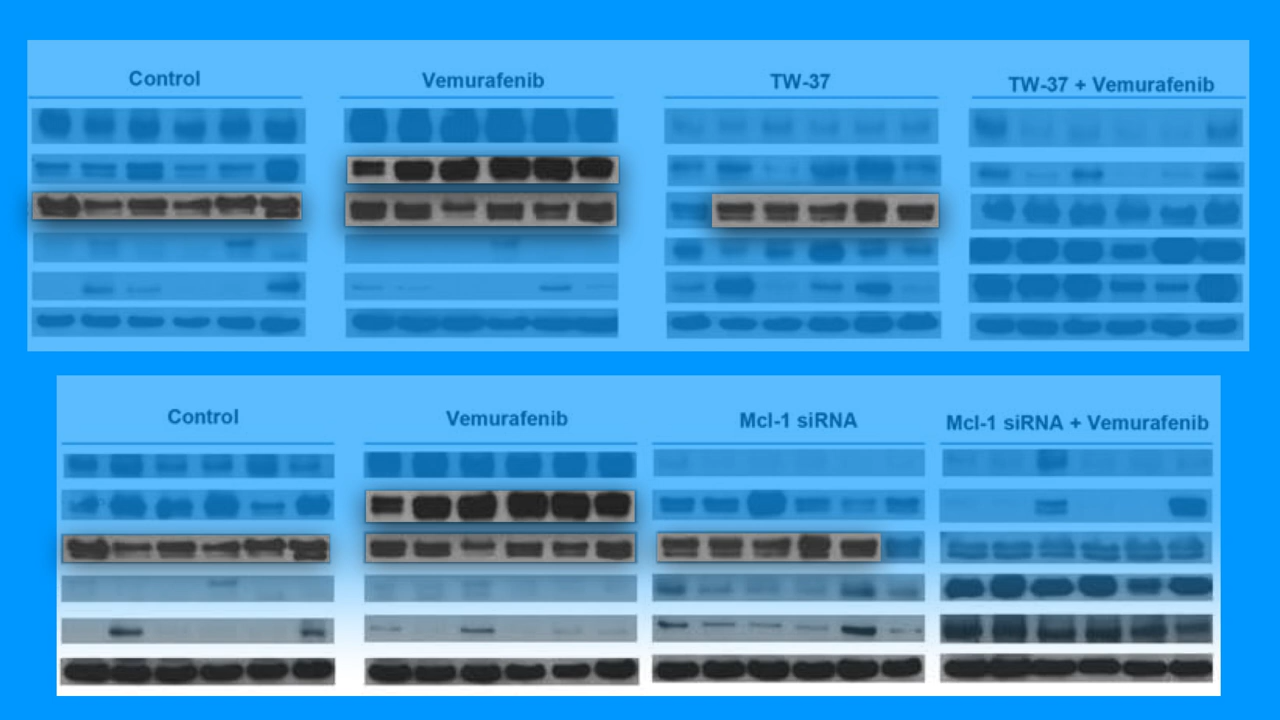 Control
Vemurafenib
TW-37
TW-37 + Vemurafenib
Control
Vemurafenib
Mcl-1 siRNA
Mcl-1 siRNA + Vemurafenib